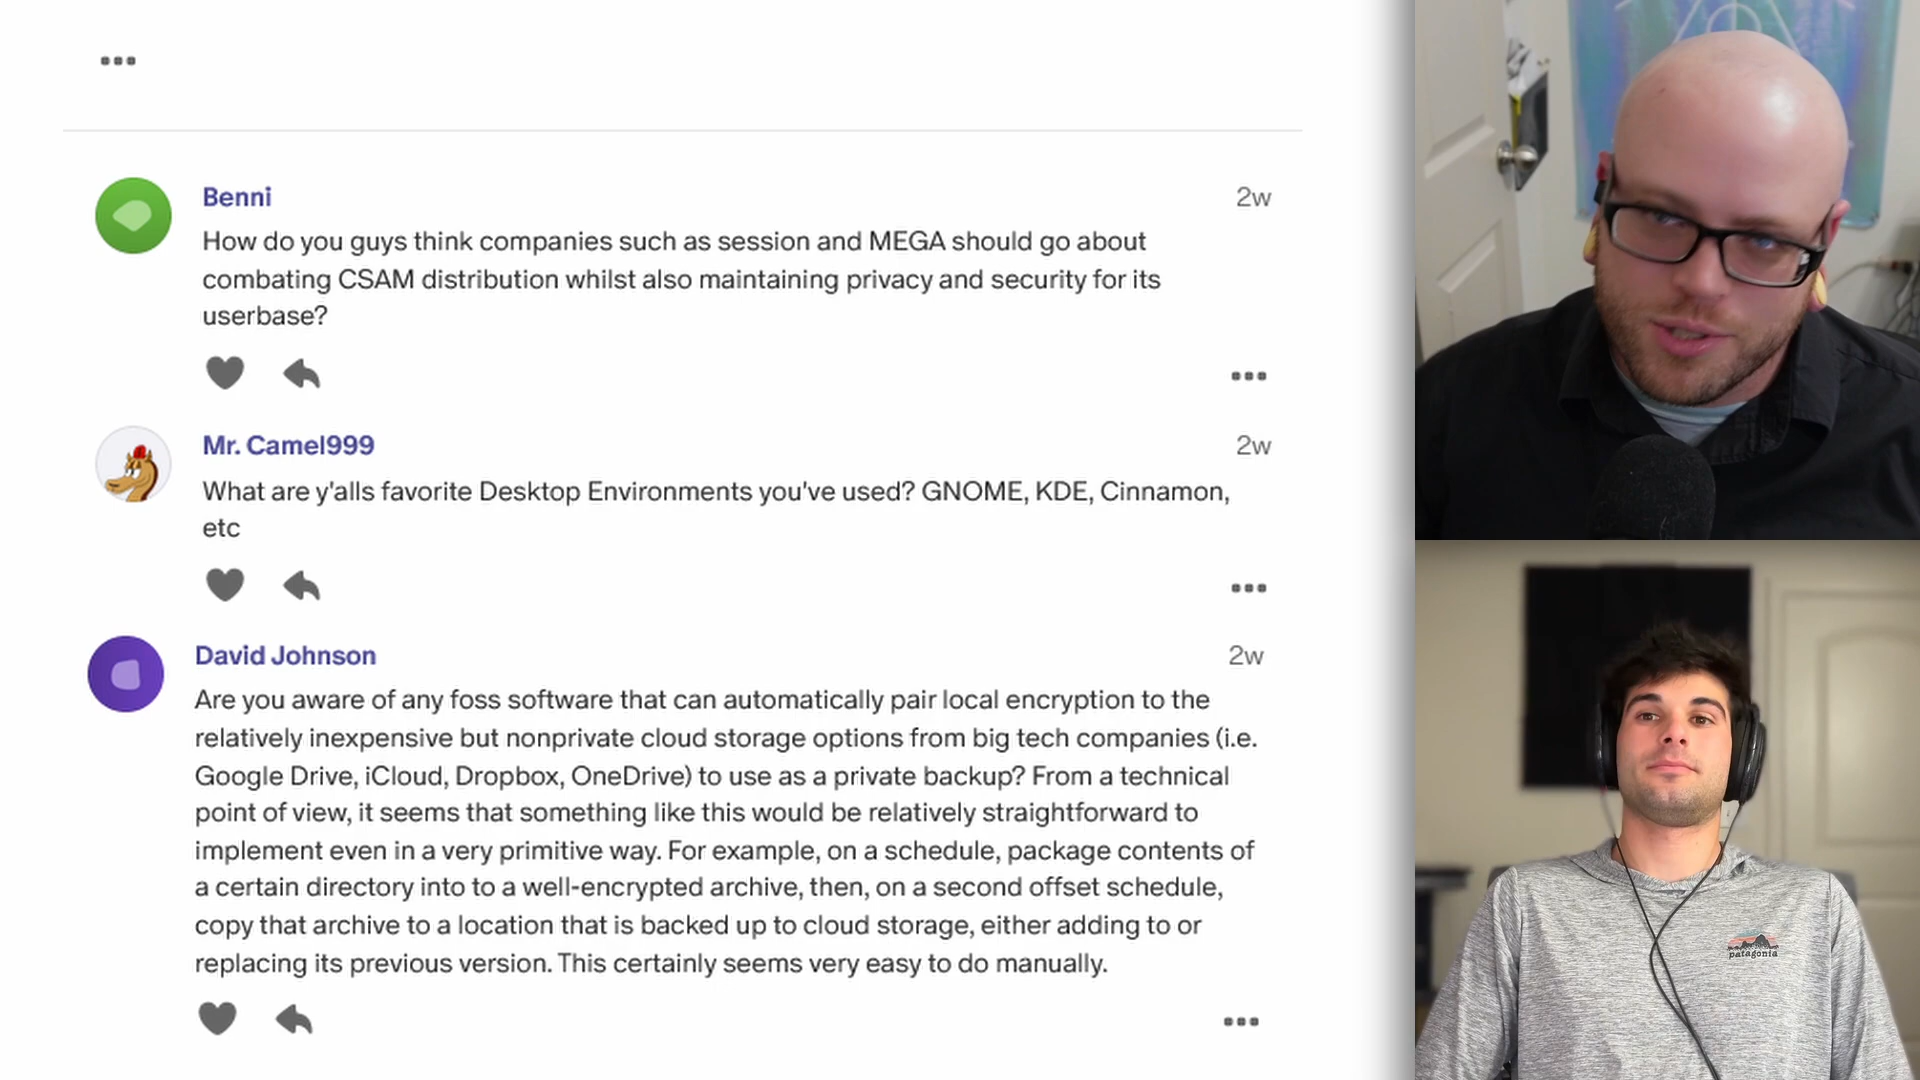 Benni
2w
How do you guys think companies such as session and MEGA should go about
combating CSAM distribution whilst also maintaining privacy and security for its
userbase?
Mr. Camel999
2w
What are y'alls favorite Desktop Environments you've used? GNOME, KDE, Cinnamon,
etc
David Johnson
2w
Are you aware of any foss software that can automatically pair local encryption to the
relatively inexpensive but nonprivate cloud storage options from big tech companies (i.e.
Google Drive, iCloud, Dropbox, OneDrive) to use as a private backup? From a technical
point of view, it seems that something like this would be relatively straightforward to
implement even in a very primitive way. For example, on a schedule, package contents of
a certain directory into to a well-encrypted archive, then, on a second offset schedule,
copy that archive to a location that is backed up to cloud storage, either adding to or
replacing its previous version. This certainly seems very easy to do manually.
patagonia